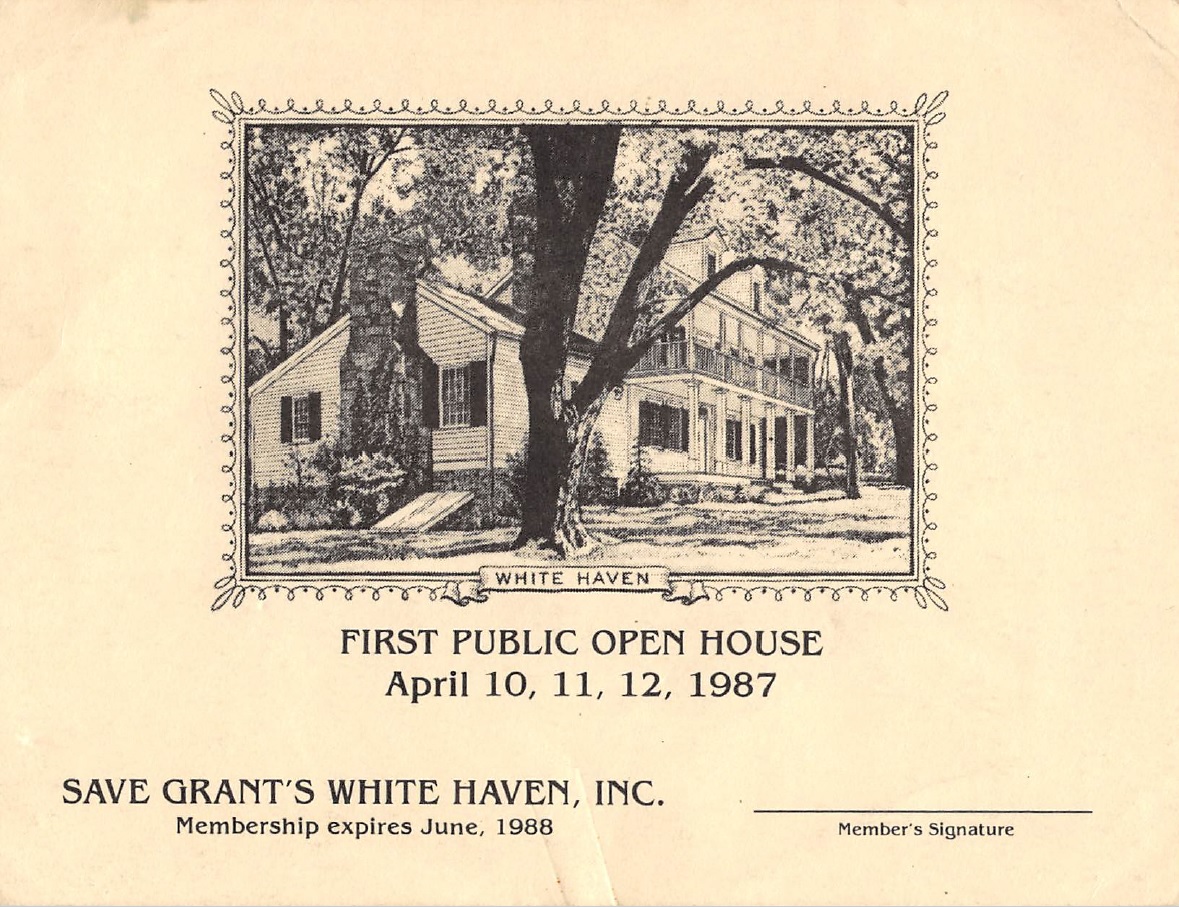 WHITE HAVEN
FIRST PUBLIC OPEN HOUSE
April 10, 11, 12, 1987
SAVE GRANT'S WHITE HAVEN, INC.
Membership expires June, 1988
Member's Signature